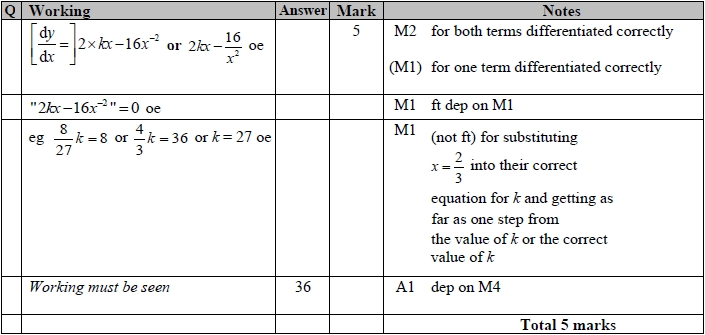 Q Working Answer Mark Notes
[dy/dx =] 2 × kx − 16x⁻² or 2kx − 16/x² oe 5 M2 for both terms differentiated correctly
(M1) for one term differentiated correctly
"2kx − 16x⁻²" = 0 oe M1 ft dep on M1
eg 8/27 k = 8 or 4/3 k = 36 or k = 27 oe M1 (not ft) for substituting
x = 2/3 into their correct
equation for k and getting as
far as one step from
the value of k or the correct
value of k
Working must be seen 36 A1 dep on M4
Total 5 marks